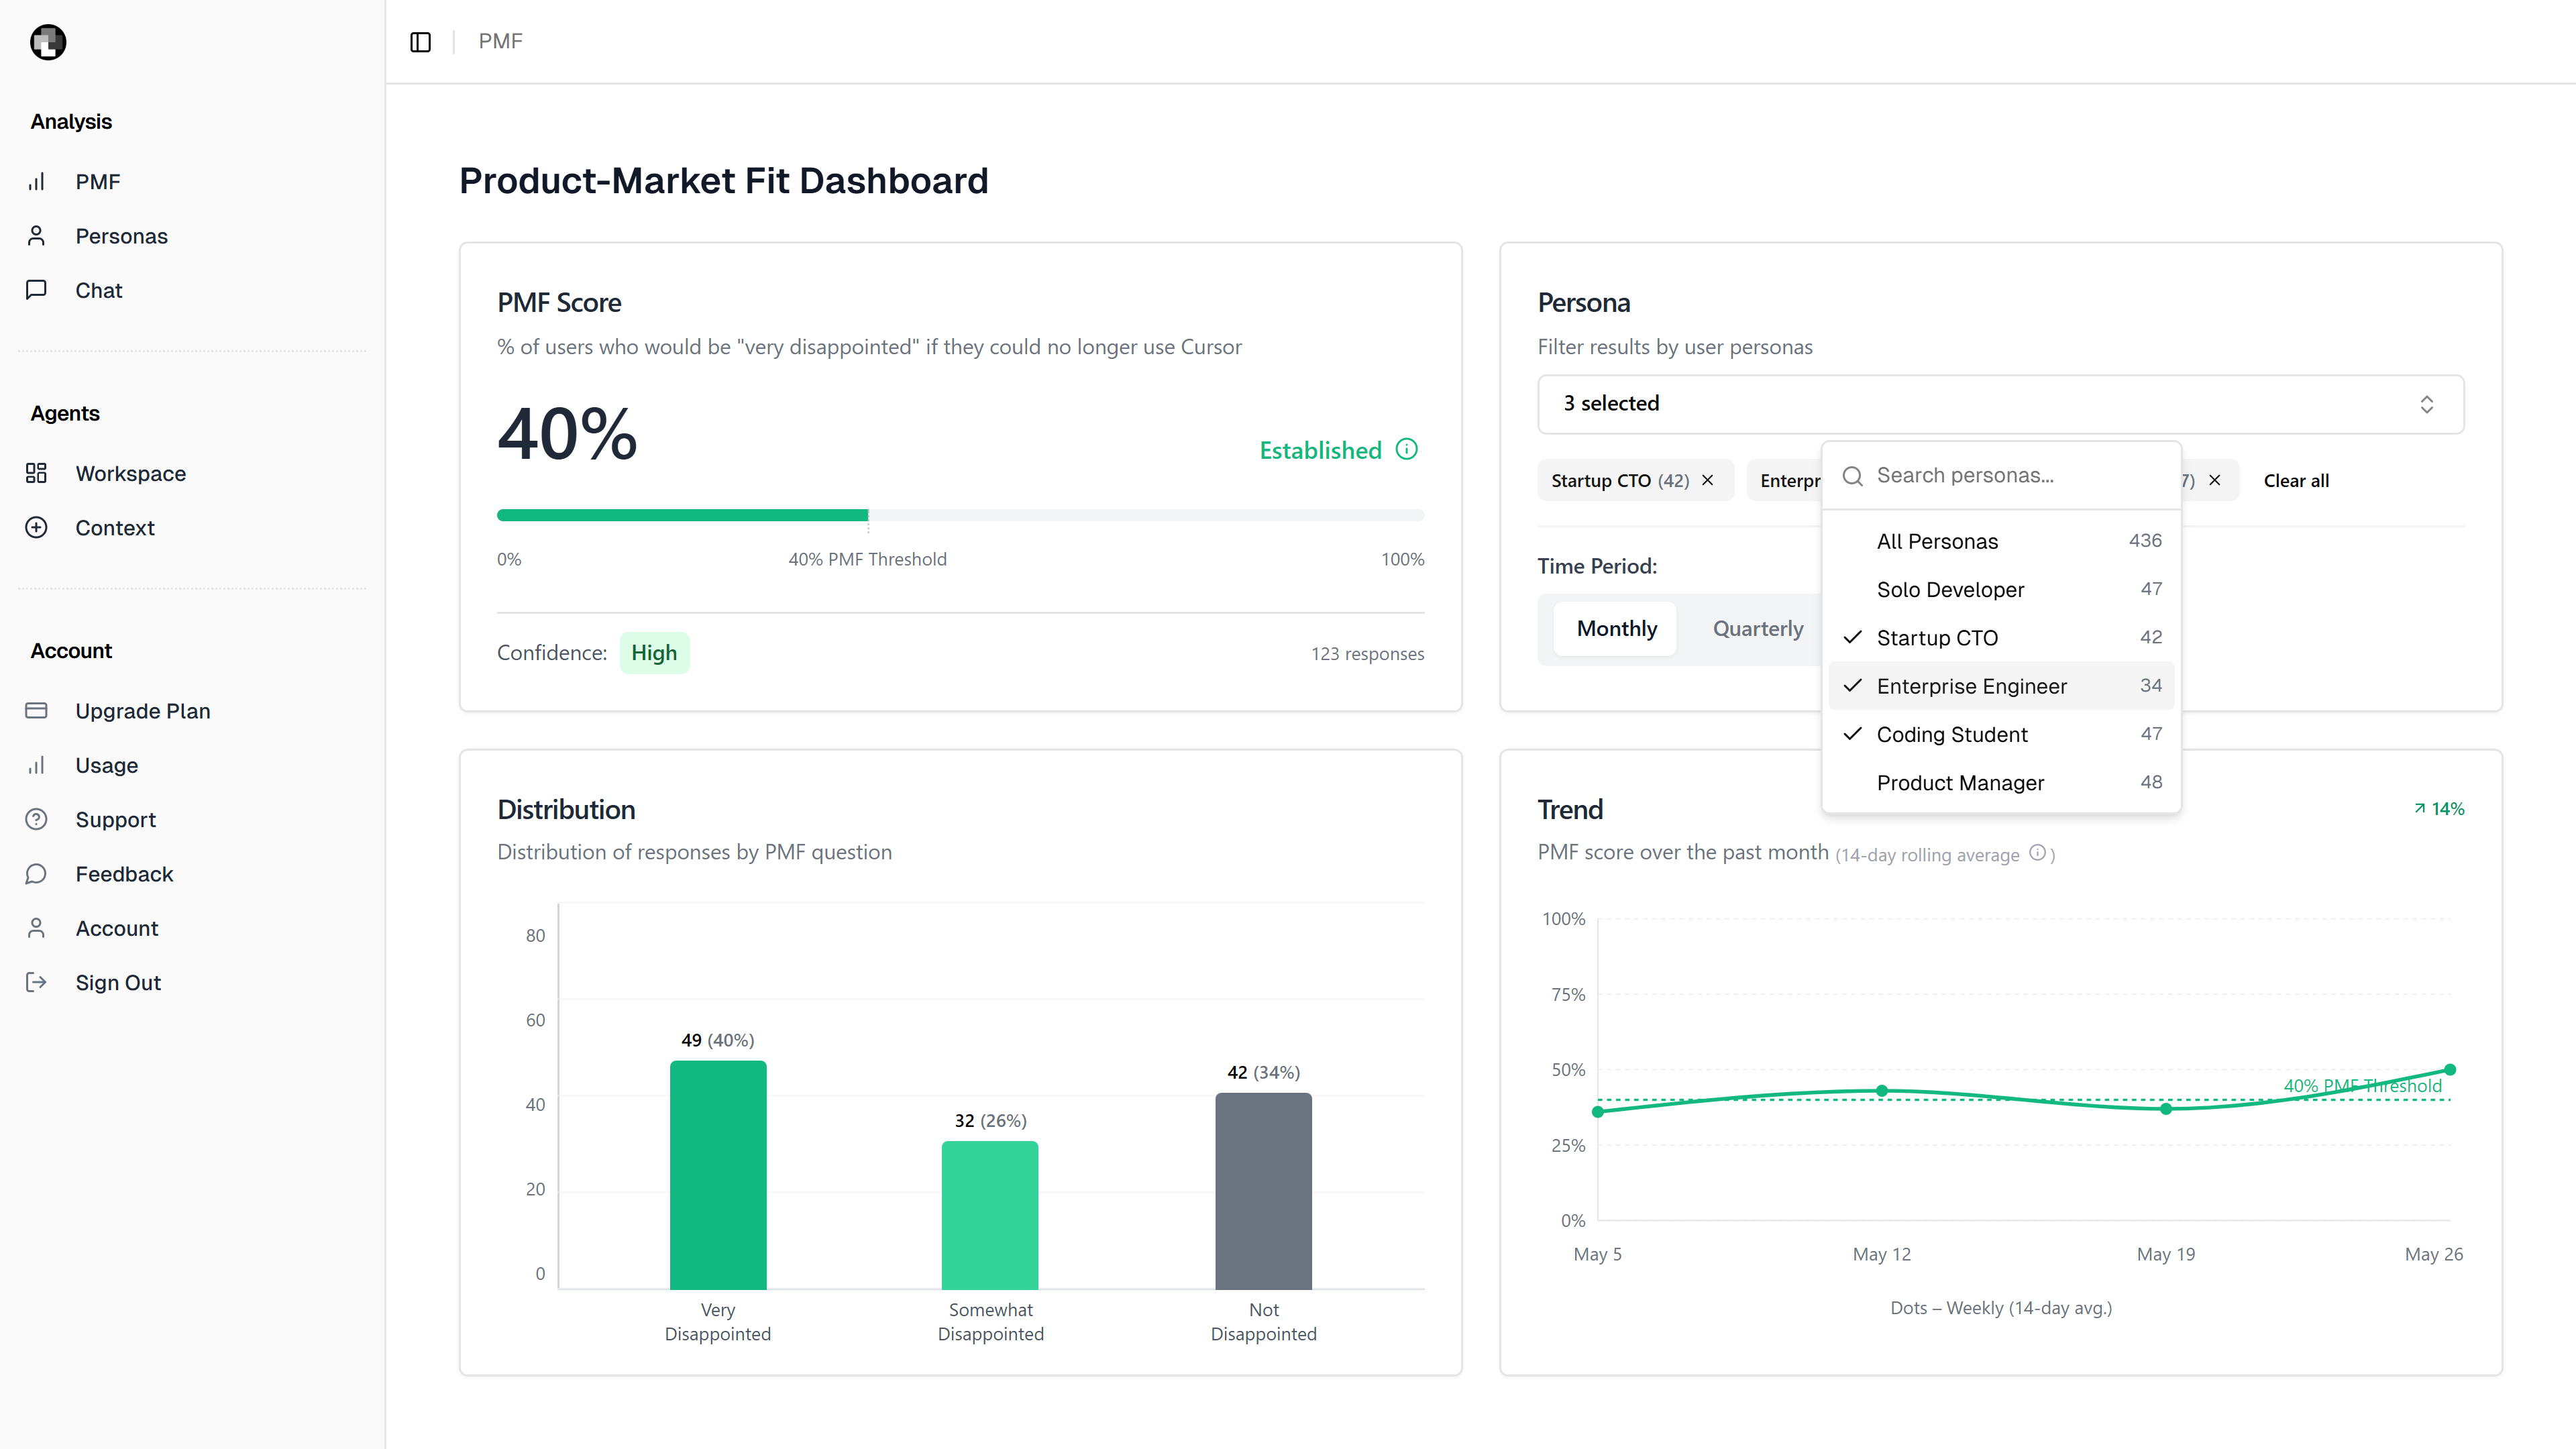 PMF
Analysis
PMF
Personas
Chat
Agents
Workspace
Context
Account
Upgrade Plan
Usage
Support
Feedback
Account
Sign Out
Product-Market Fit Dashboard
PMF Score
% of users who would be "very disappointed" if they could no longer use Cursor
40%
Established
0%
40% PMF Threshold
100%
Confidence: High
123 responses
Persona
Filter results by user personas
3 selected
Startup CTO (42)
Enterpr
7)
Clear all
Search personas...
All Personas 436
Solo Developer 47
Startup CTO 42
Enterprise Engineer 34
Coding Student 47
Product Manager 48
Time Period:
Monthly
Quarterly
Distribution
Distribution of responses by PMF question
80
60
40
20
0
49 (40%)
32 (26%)
42 (34%)
Very
Disappointed
Somewhat
Disappointed
Not
Disappointed
Trend
14%
PMF score over the past month (14-day rolling average )
100%
75%
50%
25%
0%
40% PMF Threshold
May 5
May 12
May 19
May 26
Dots – Weekly (14-day avg.)